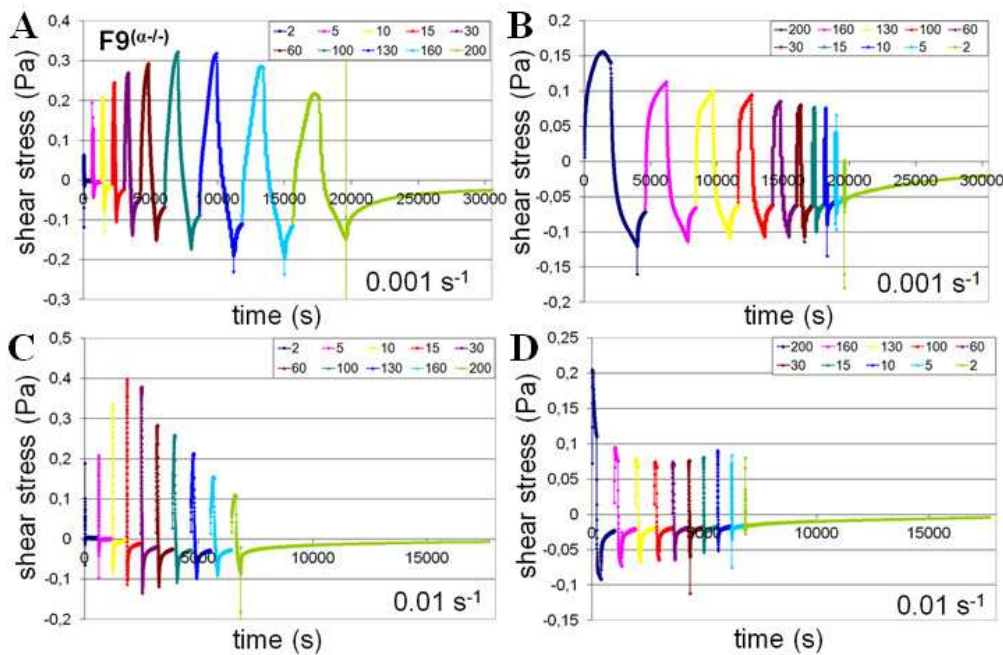 A
F9(α-/-)
2 5 10 15 30
60 100 130 160 200
shear stress (Pa)
0,4
0,3
0,2
0,1
0
-0,1
-0,2
-0,3
0 5000 10000 15000 20000 25000 30000
0.001 s-1
time (s)
B
200 160 130 100 60
30 15 10 5 2
shear stress (Pa)
0,2
0,15
0,1
0,05
0
-0,05
-0,1
-0,15
-0,2
0 5000 10000 15000 20000 25000 30000
0.001 s-1
time (s)
C
2 5 10 15 30
60 100 130 160 200
shear stress (Pa)
0,5
0,4
0,3
0,2
0,1
0
-0,1
-0,2
0 5000 10000 15000
0.01 s-1
time (s)
D
200 160 130 100 60
30 15 10 5 2
shear stress (Pa)
0,25
0,2
0,15
0,1
0,05
0
-0,05
-0,1
-0,15
0 5000 10000 15000
0.01 s-1
time (s)